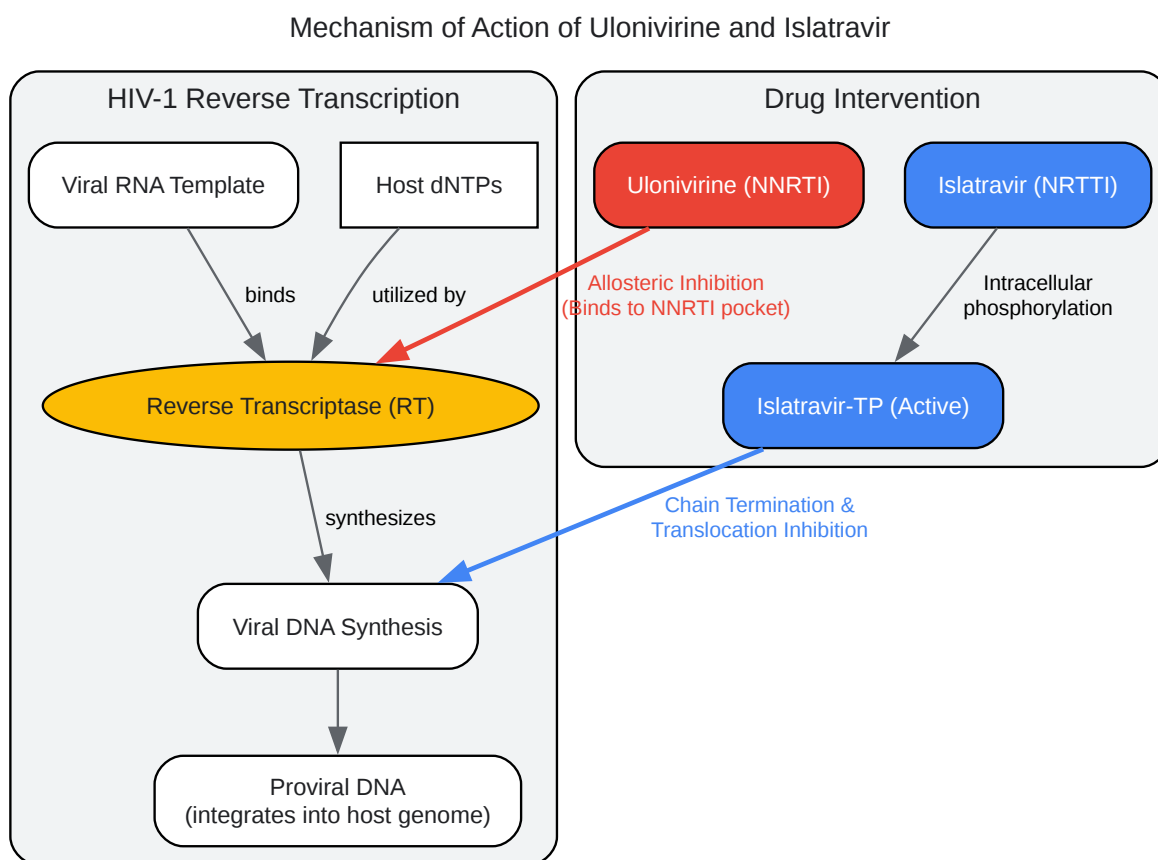 Mechanism of Action of Ulonivirine and Islatravir
HIV-1 Reverse Transcription
Viral RNA Template
Host dNTPs
binds
utilized by
Reverse Transcriptase (RT)
synthesizes
Viral DNA Synthesis
Proviral DNA
(integrates into host genome)
Drug Intervention
Ulonivirine (NNRTI)
Islatravir (NRTTI)
Allosteric Inhibition
(Binds to NNRTI pocket)
Intracellular
phosphorylation
Islatravir-TP (Active)
Chain Termination &
Translocation Inhibition